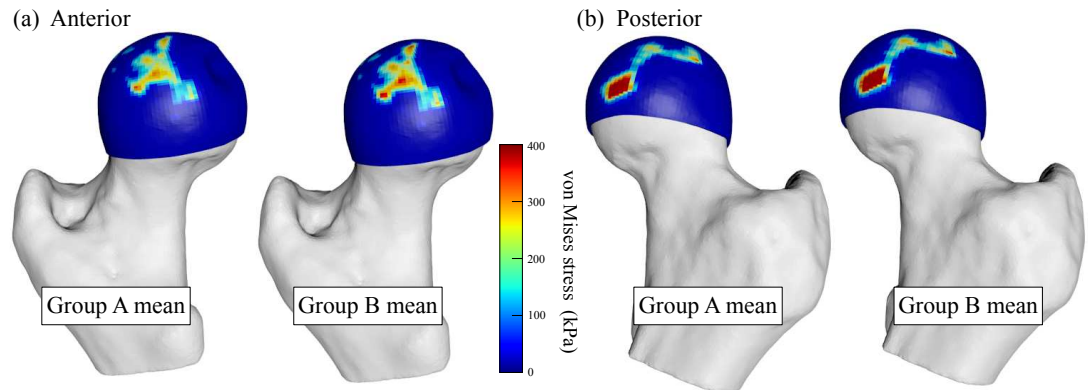 (a) Anterior
(b) Posterior
400
300
200
100
0
von Mises stress (kPa)
Group A mean
Group B mean
Group A mean
Group B mean